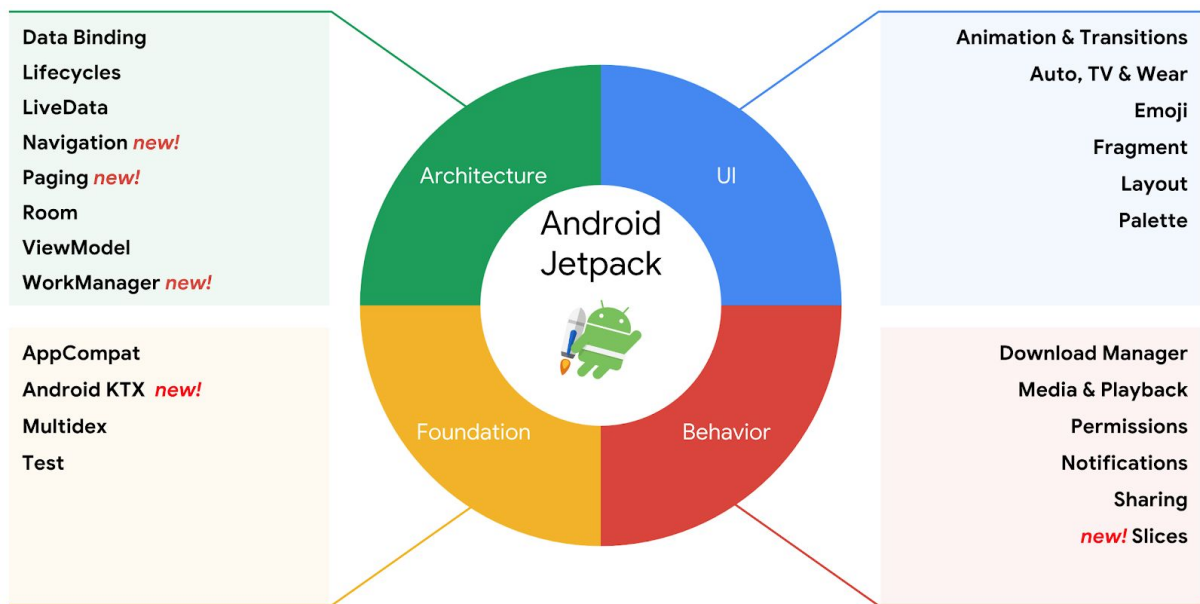 Data Binding
Lifecycles
LiveData
Navigation new!
Paging new!
Room
ViewModel
WorkManager new!
AppCompat
Android KTX new!
Multidex
Test
Architecture
UI
Android
Jetpack
Foundation
Behavior
Animation & Transitions
Auto, TV & Wear
Emoji
Fragment
Layout
Palette
Download Manager
Media & Playback
Permissions
Notifications
Sharing
new! Slices